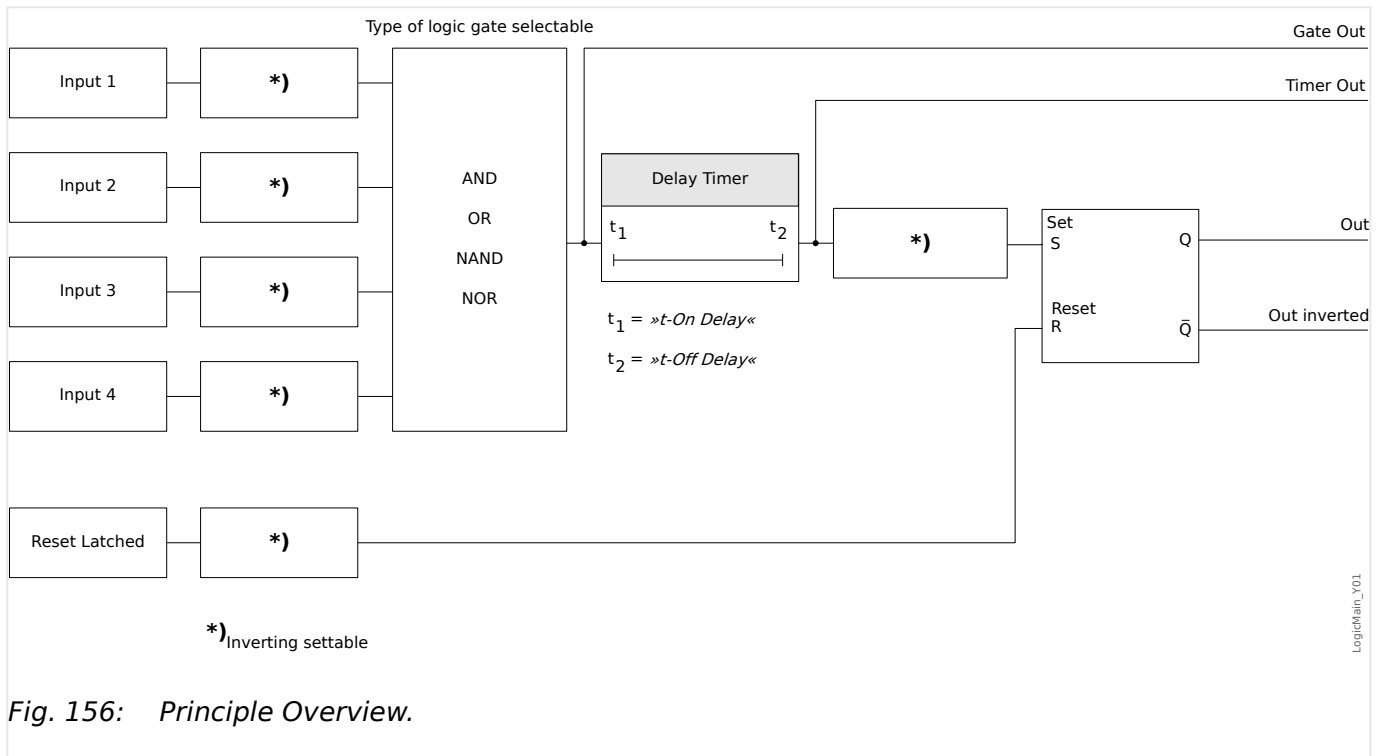 Type of logic gate selectable
Gate Out
Input 1
*)
Timer Out
Input 2
*)
AND
OR
NAND
NOR
Delay Timer
t1
t2
*)
Set
S
Q
Out
Input 3
*)
t1 = »t-On Delay«
t2 = »t-Off Delay«
Reset
R
Q̅
Out inverted
Input 4
*)
Reset Latched
*)
*)Inverting settable
LogicMain_Y01
Fig. 156: Principle Overview.